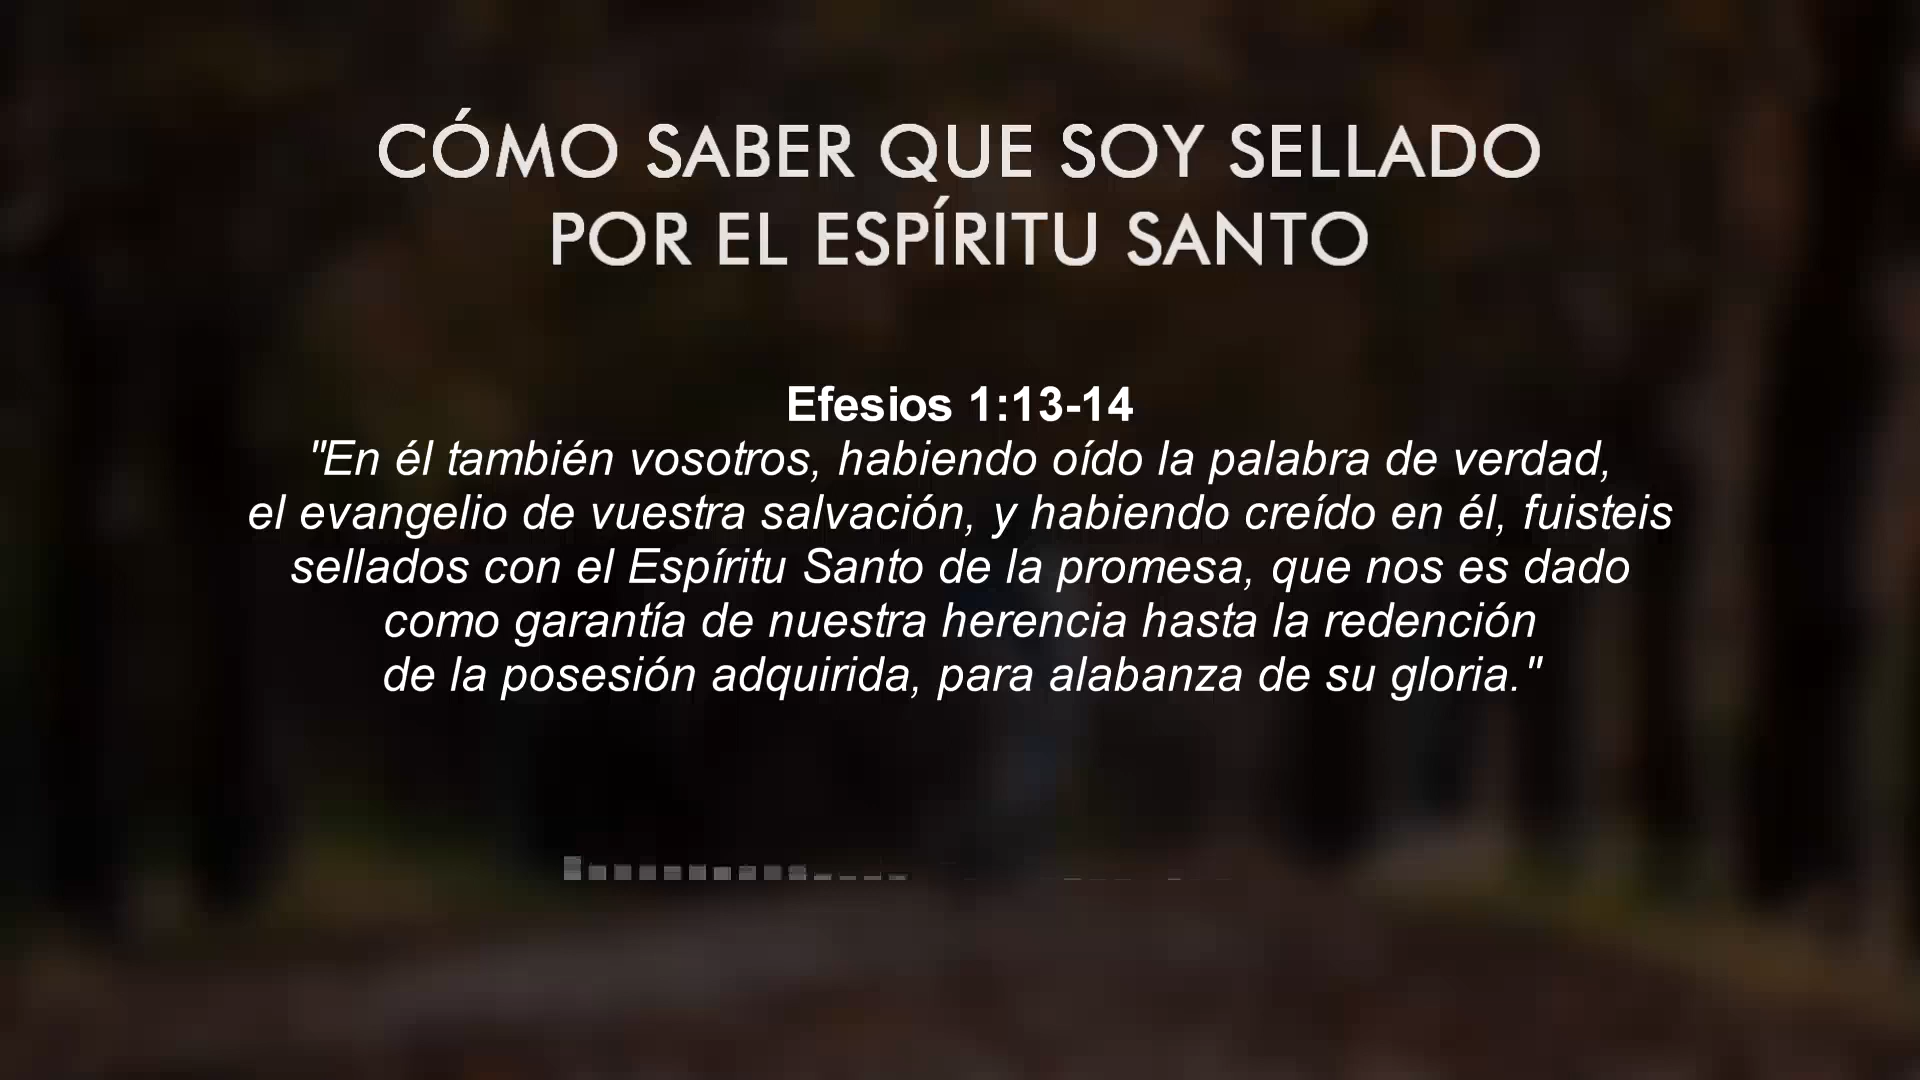 CÓMO SABER QUE SOY SELLADO
POR EL ESPÍRITU SANTO
Efesios 1:13-14
"En él también vosotros, habiendo oído la palabra de verdad,
el evangelio de vuestra salvación, y habiendo creído en él, fuisteis
sellados con el Espíritu Santo de la promesa, que nos es dado
como garantía de nuestra herencia hasta la redención
de la posesión adquirida, para alabanza de su gloria."